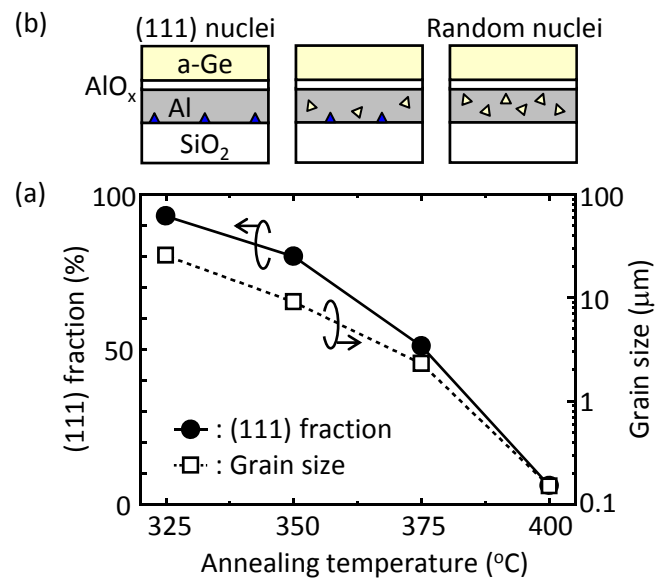 (b) (111) nuclei Random nuclei
a-Ge
AlOx
Al
SiO2
(a)
100 100
10
50
1
0 0.1
(111) fraction (%)
Grain size (μm)
: (111) fraction
: Grain size
325 350 375 400
Annealing temperature (oC)